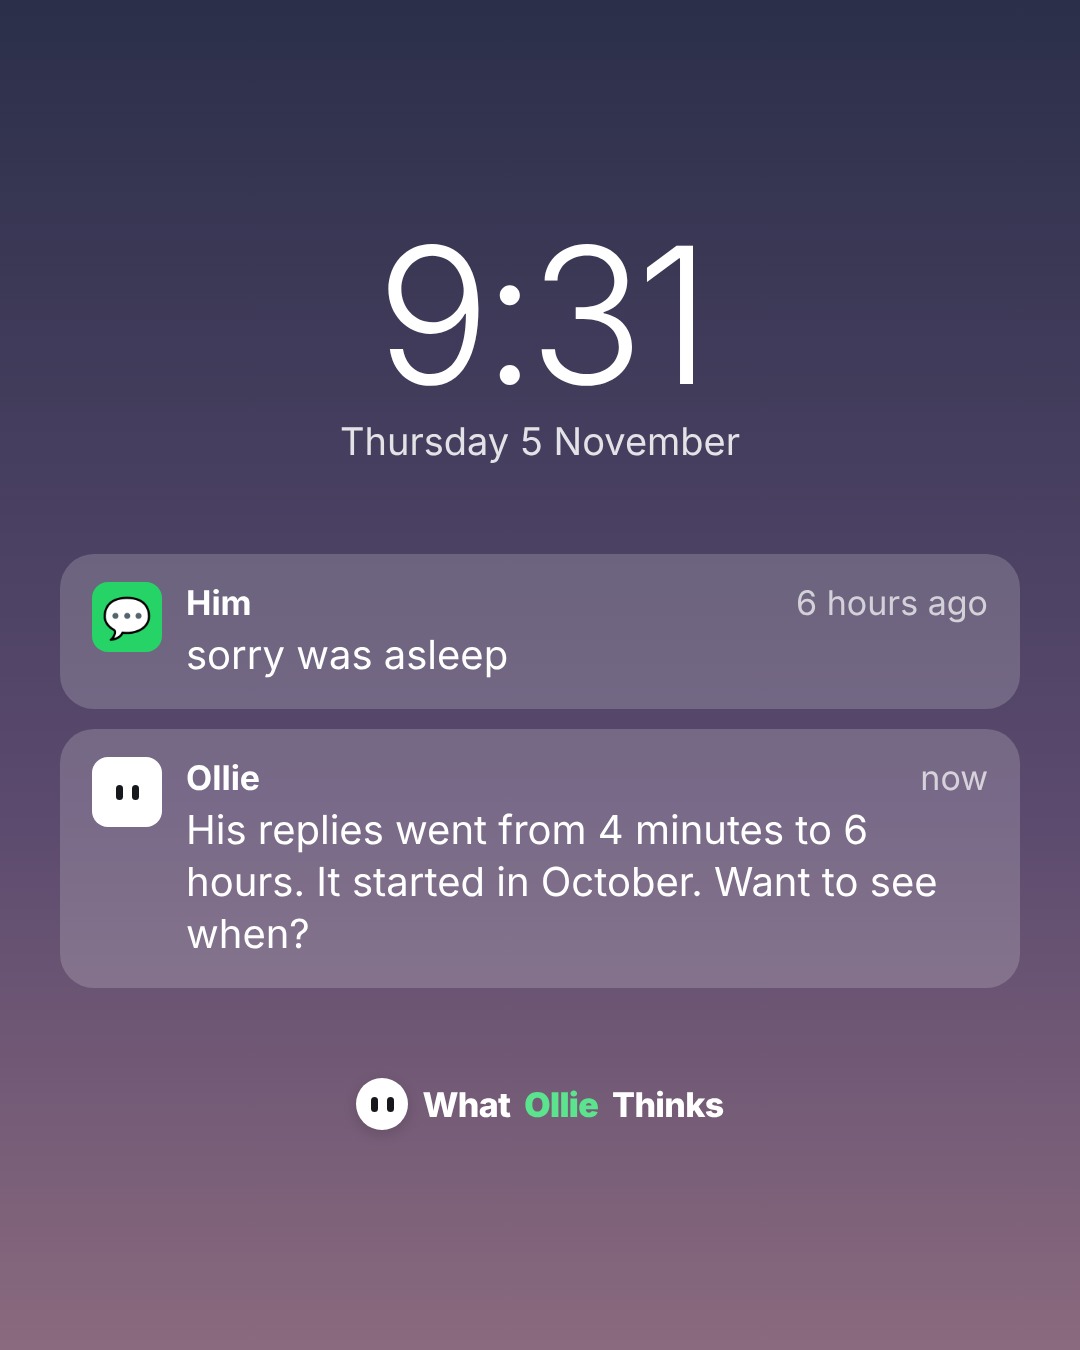 9:31
Thursday 5 November
Him
6 hours ago
sorry was asleep
Ollie
now
His replies went from 4 minutes to 6
hours. It started in October. Want to see
when?
What Ollie Thinks